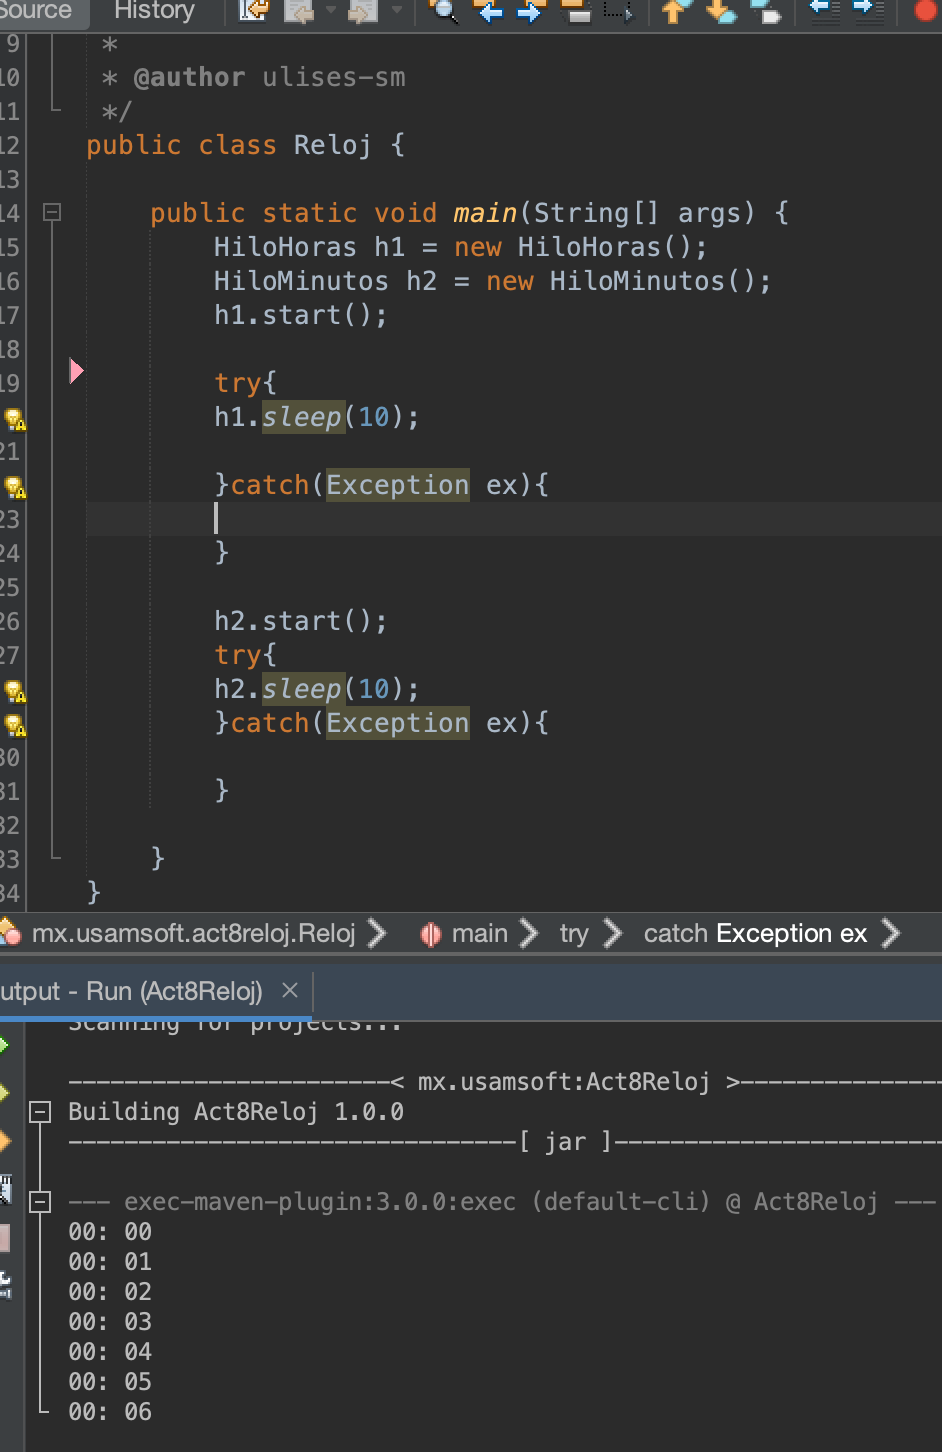 Source History
9 *
10 * @author ulises-sm
11 */
12 public class Reloj {
13
14 public static void main(String[] args) {
15 HiloHoras h1 = new HiloHoras();
16 HiloMinutos h2 = new HiloMinutos();
17 h1.start();
18
19 try{
h1.sleep(10);
21
}catch(Exception ex){
23
24 }
25
26 h2.start();
27 try{
h2.sleep(10);
}catch(Exception ex){
30
31 }
32
33 }
34 }
mx.usamsoft.act8reloj.Reloj main try catch Exception ex
utput - Run (Act8Reloj) ×
Scanning for projects...
-----------------------< mx.usamsoft:Act8Reloj >---------------
Building Act8Reloj 1.0.0
--------------------------------[ jar ]------------------------
--- exec-maven-plugin:3.0.0:exec (default-cli) @ Act8Reloj ---
00: 00
00: 01
00: 02
00: 03
00: 04
00: 05
00: 06